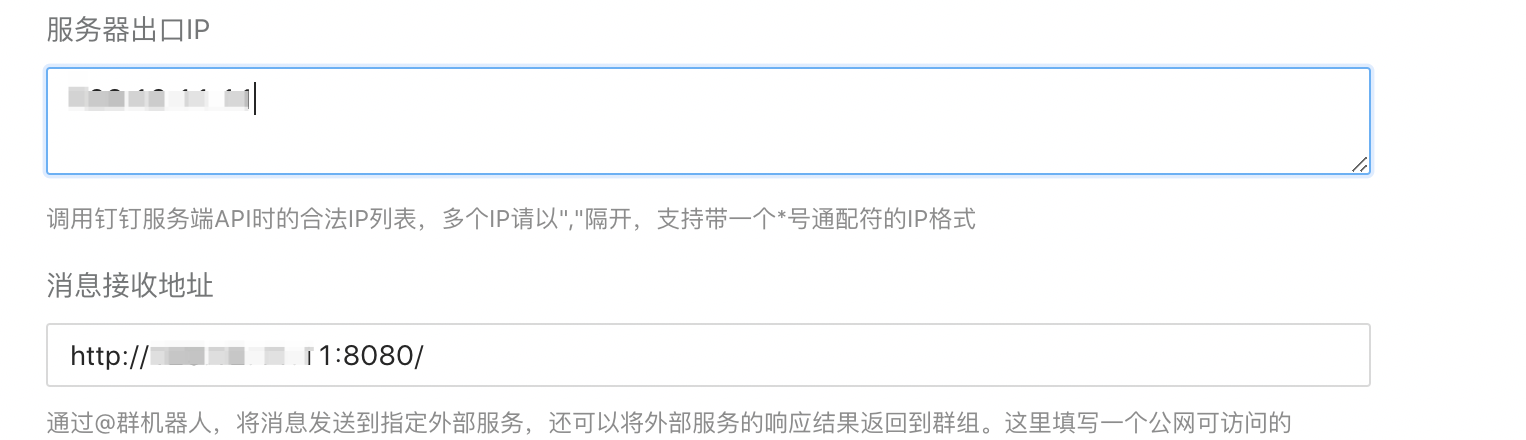 服务器出口IP
调用钉钉服务端API时的合法IP列表，多个IP请以","隔开，支持带一个*号通配符的IP格式
消息接收地址
http:// 1:8080/
通过@群机器人，将消息发送到指定外部服务，还可以将外部服务的响应结果返回到群组。这里填写一个公网可访问的